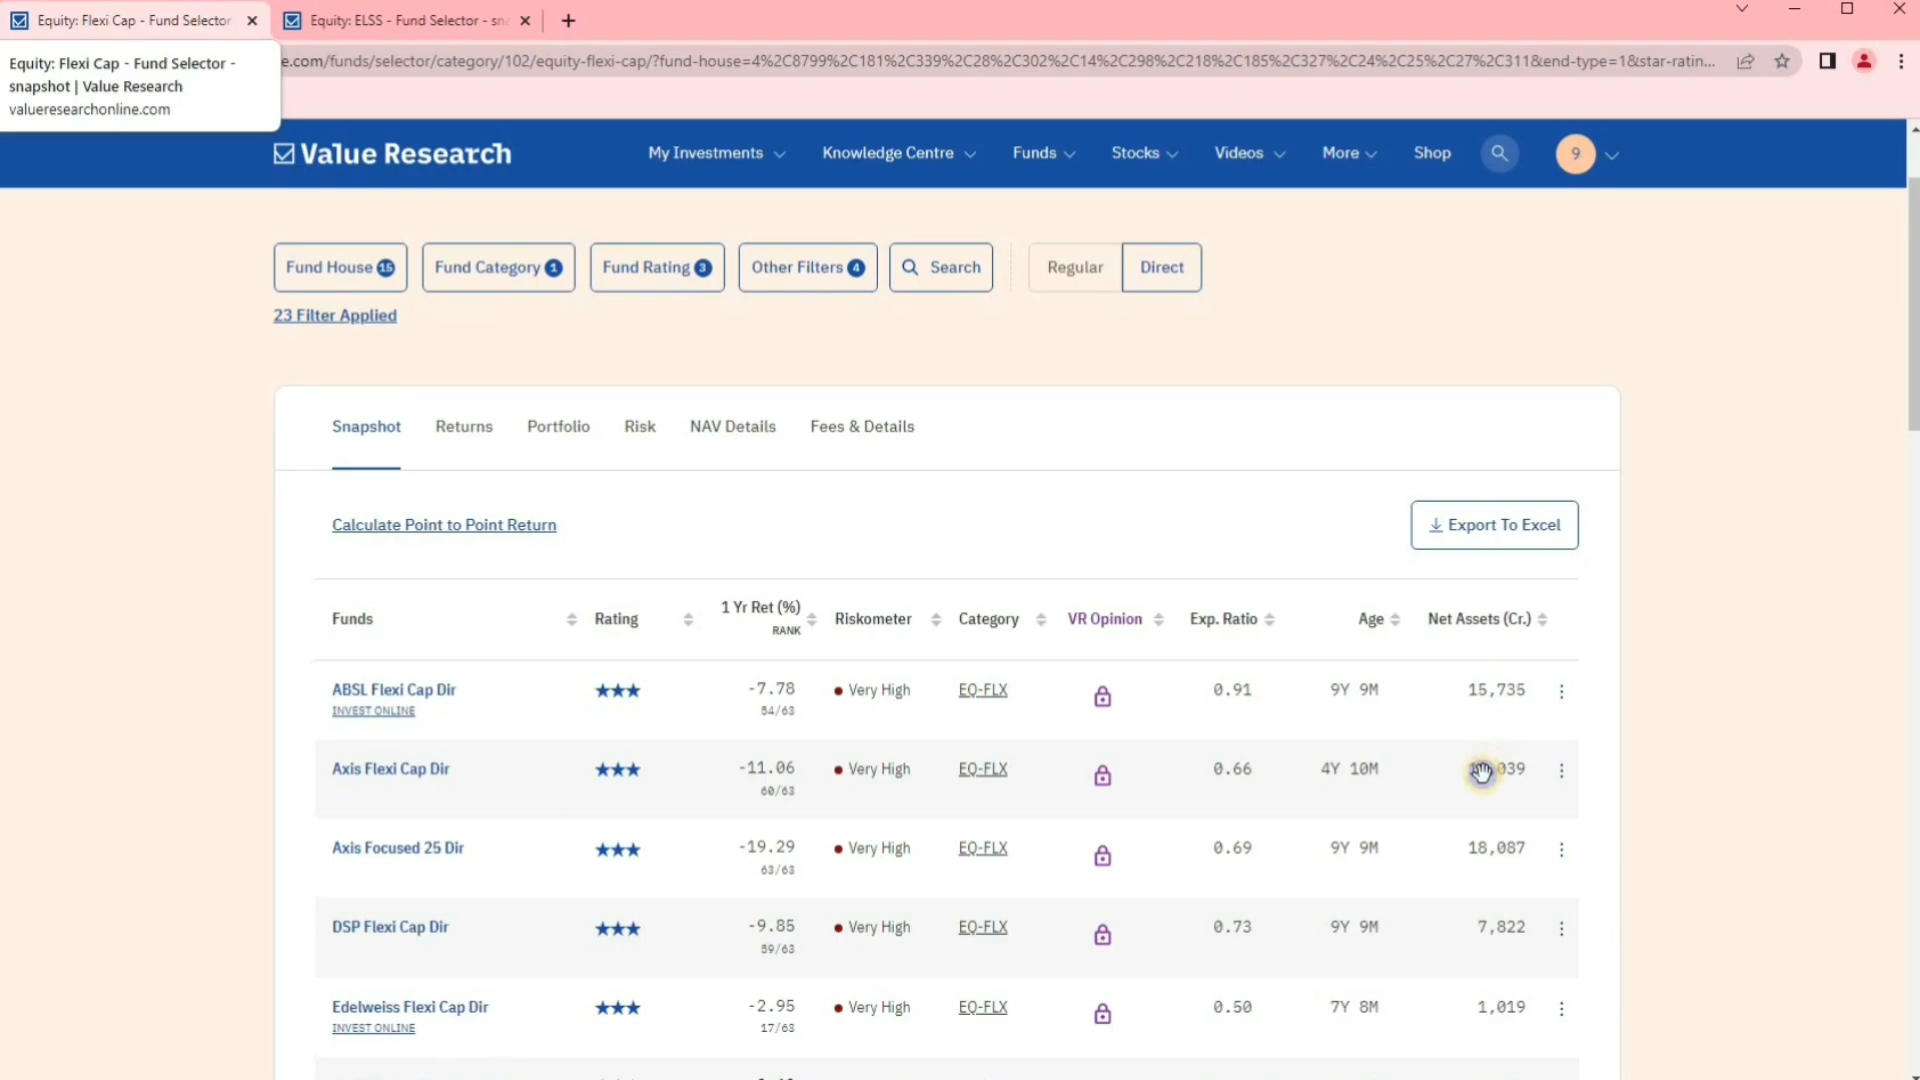 Equity: Flexi Cap - Fund Selector
Equity: ELSS - Fund Selector - sna
Equity: Flexi Cap - Fund Selector -
snapshot | Value Research
valueresearchonline.com
e.com/funds/selector/category/102/equity-flexi-cap/?fund-house=4%2C8799%2C181%2C339%2C28%2C302%2C14%2C298%2C218%2C185%2C327%2C24%2C25%2C27%2C311&end-type=1&star-ratin...
Value Research
My Investments
Knowledge Centre
Funds
Stocks
Videos
More
Shop
9
Fund House 15
Fund Category 1
Fund Rating 3
Other Filters 4
Search
Regular
Direct
23 Filter Applied
Snapshot
Returns
Portfolio
Risk
NAV Details
Fees & Details
Calculate Point to Point Return
Export To Excel
Funds Rating 1 Yr Ret (%) Riskometer Category VR Opinion Exp. Ratio Age Net Assets (Cr.)
RANK
ABSL Flexi Cap Dir -7.78 Very High EQ-FLX 0.91 9Y 9M 15,735
INVEST ONLINE 54/63
Axis Flexi Cap Dir -11.06 Very High EQ-FLX 0.66 4Y 10M
60/63
Axis Focused 25 Dir -19.29 Very High EQ-FLX 0.69 9Y 9M 18,087
63/63
DSP Flexi Cap Dir -9.85 Very High EQ-FLX 0.73 9Y 9M 7,822
59/63
Edelweiss Flexi Cap Dir -2.95 Very High EQ-FLX 0.50 7Y 8M 1,019
INVEST ONLINE 17/63